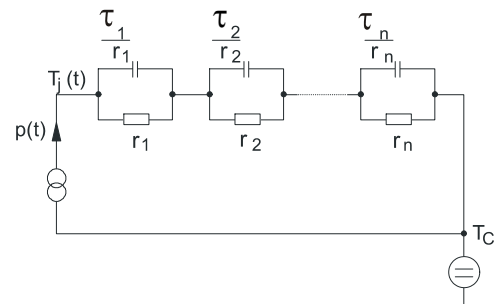 τ1/r1 τ2/r2 τn/rn
Tj(t)
p(t)
r1 r2 rn
TC